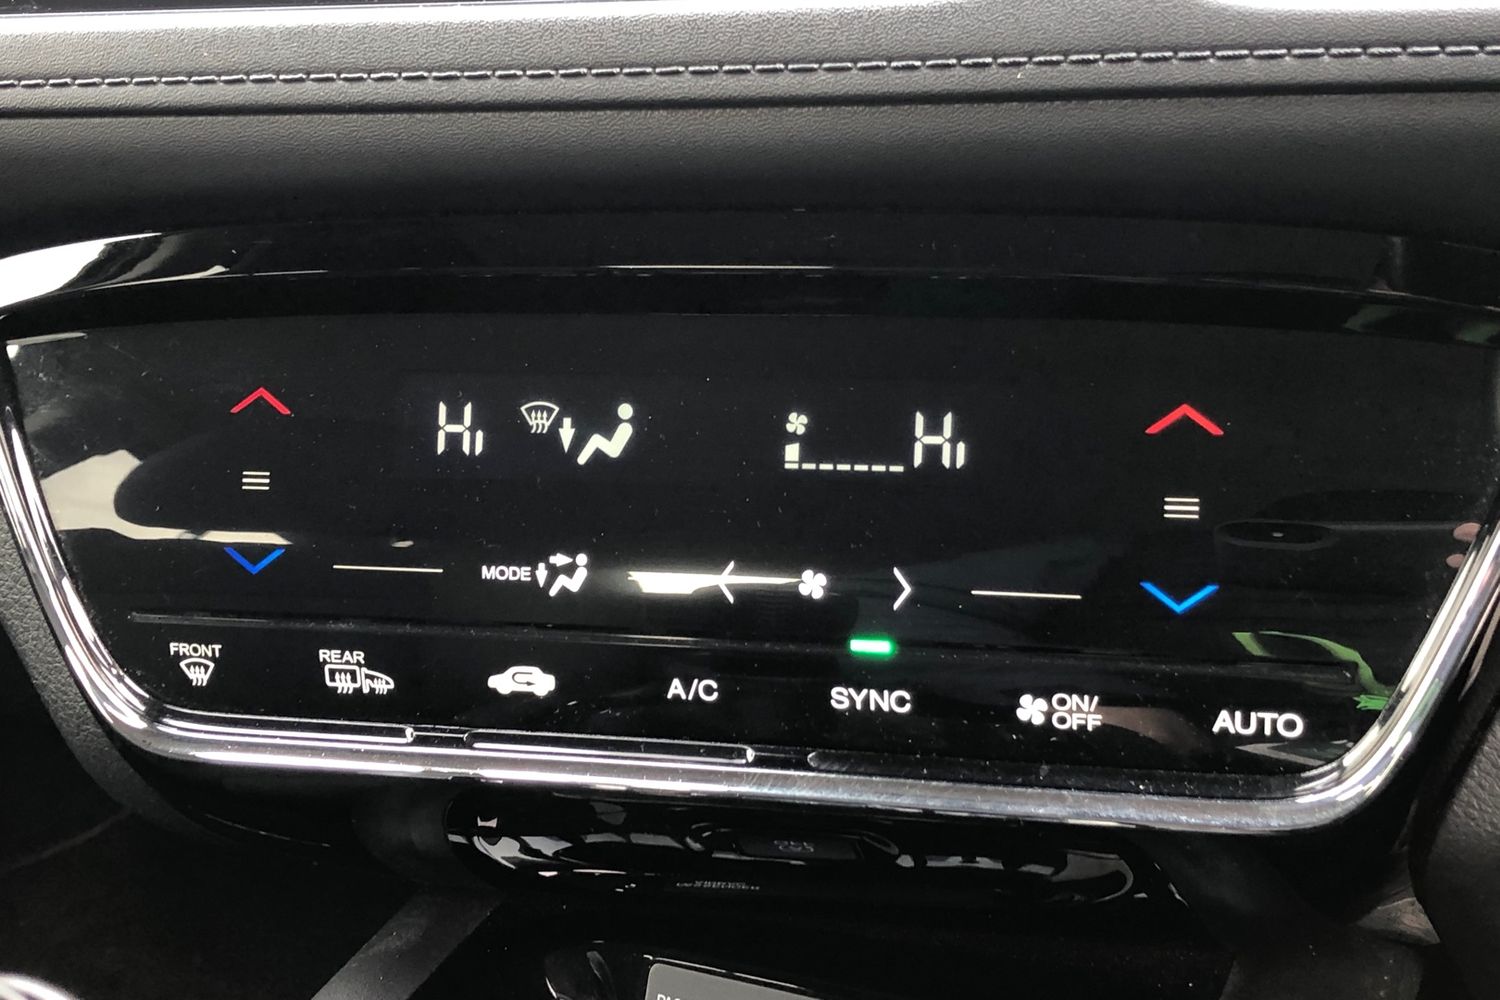 Hi
Hi
MODE
FRONT
REAR
A/C
SYNC
ON/
OFF
AUTO